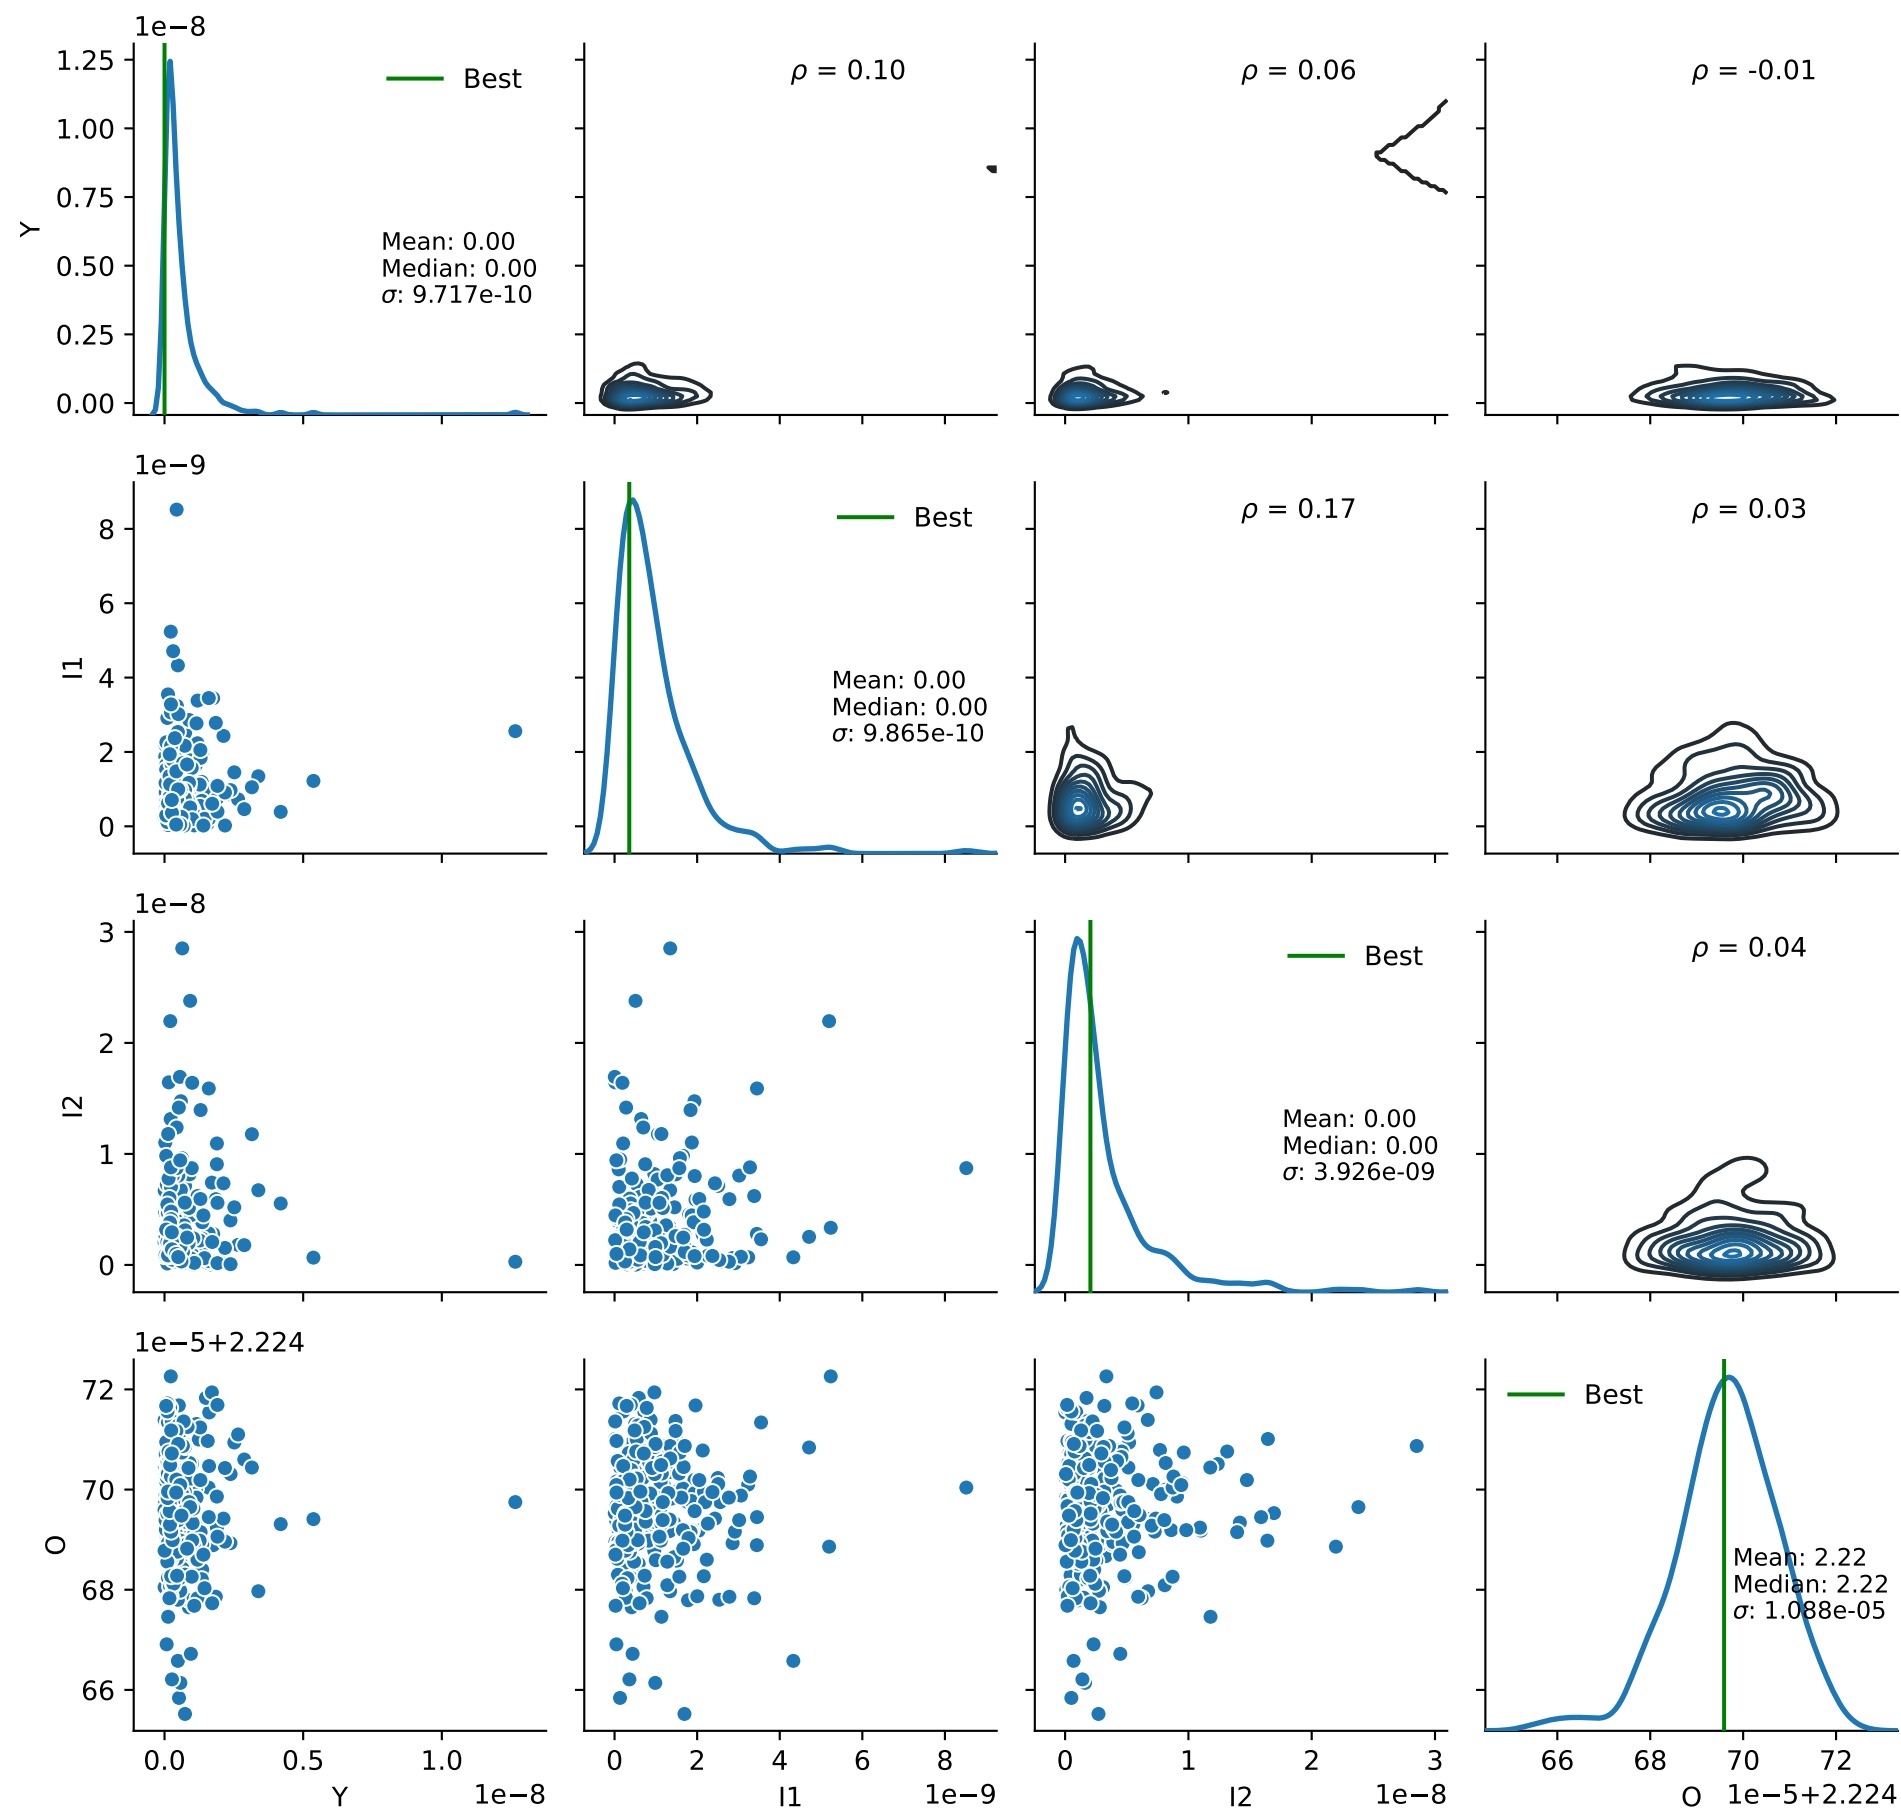 1e−8
1.25
1.00
0.75
0.50
0.25
0.00
Y
Best
Mean: 0.00
Median: 0.00
σ: 9.717e-10
ρ = 0.10
ρ = 0.06
ρ = -0.01
1e−9
8
6
4
2
0
I1
Best
Mean: 0.00
Median: 0.00
σ: 9.865e-10
ρ = 0.17
ρ = 0.03
1e−8
3
2
1
0
I2
Best
Mean: 0.00
Median: 0.00
σ: 3.926e-09
ρ = 0.04
1e−5+2.224
72
70
68
66
O
Best
Mean: 2.22
Median: 2.22
σ: 1.088e-05
0.0 0.5 1.0
Y 1e−8
0 2 4 6 8
I1 1e−9
0 1 2 3
I2 1e−8
66 68 70 72
O 1e−5+2.224